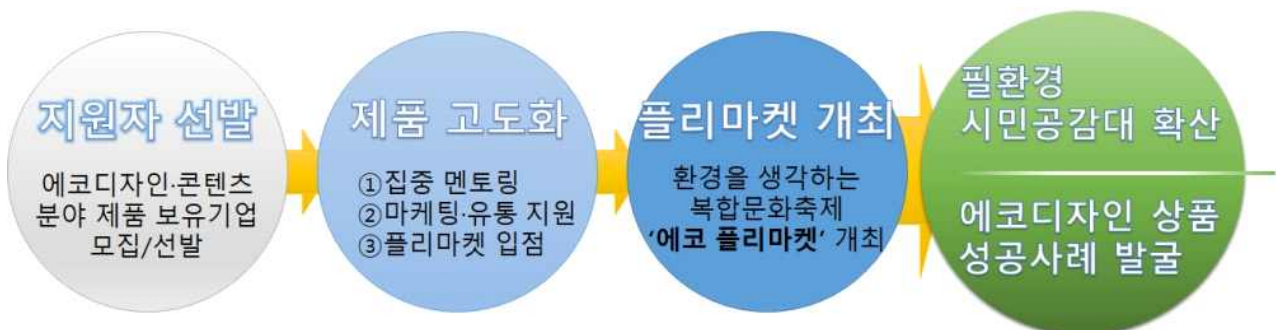 지원자 선발
에코디자인·콘텐츠
분야 제품 보유기업
모집/선발
제품 고도화
①집중 멘토링
②마케팅·유통 지원
③플리마켓 입점
플리마켓 개최
환경을 생각하는
복합문화축제
‘에코 플리마켓’ 개최
필환경
시민공감대 확산
에코디자인 상품
성공사례 발굴